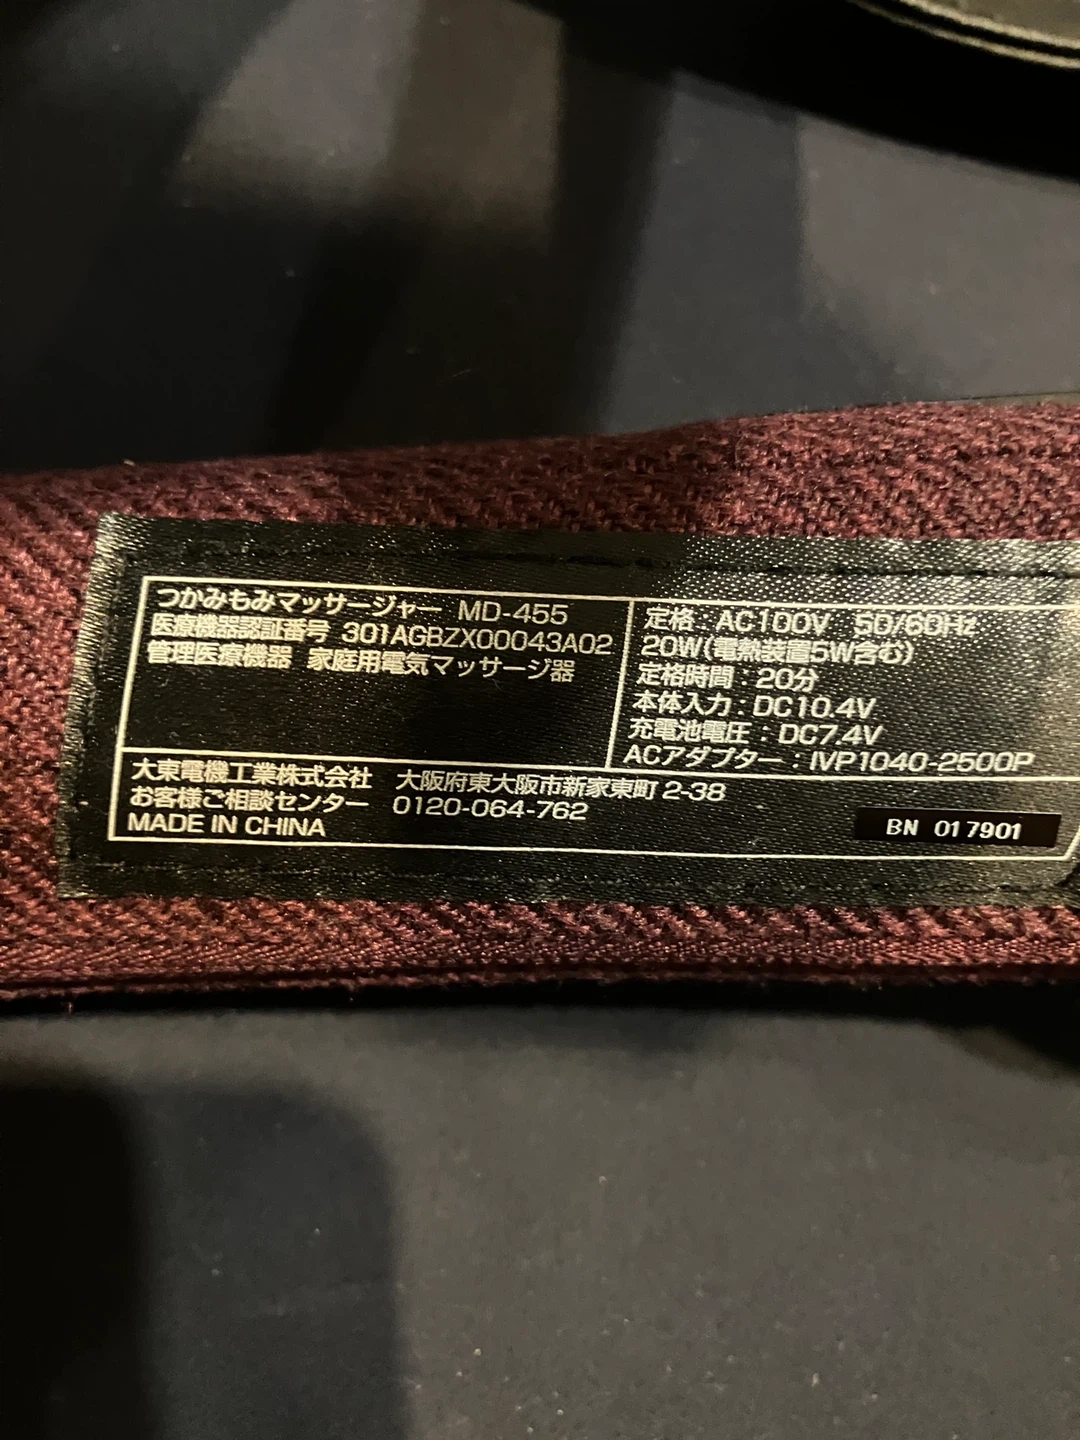 つかみもみマッサージャー MD-455
医療機器認証番号 301AGBZX00043A02
管理医療機器 家庭用電気マッサージ器
定格：AC100V 50/60Hz
20W(電熱装置5W含む)
定格時間：20分
本体入力：DC10.4V
充電池電圧：DC7.4V
ACアダプター：IVP1040-2500P
大東電機工業株式会社 大阪府東大阪市新家東町 2-38
お客様ご相談センター 0120-064-762
MADE IN CHINA
BN 017901